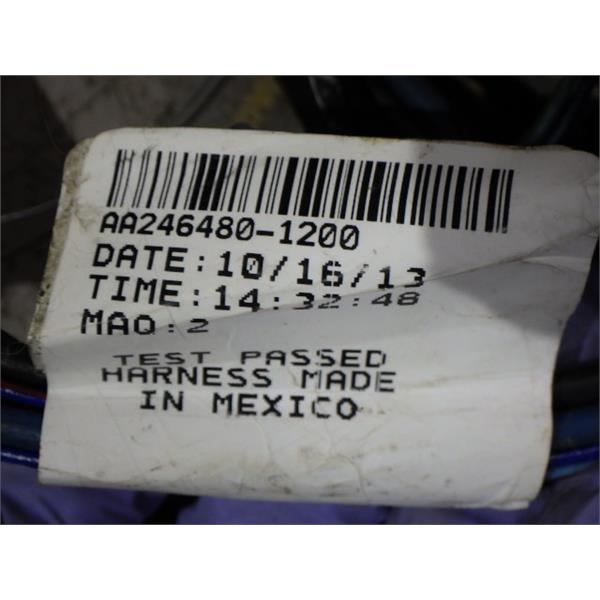 AA246480-1200
DATE:10/16/13
TIME:14:32:48
MAQ:2
TEST PASSED
HARNESS MADE
IN MEXICO